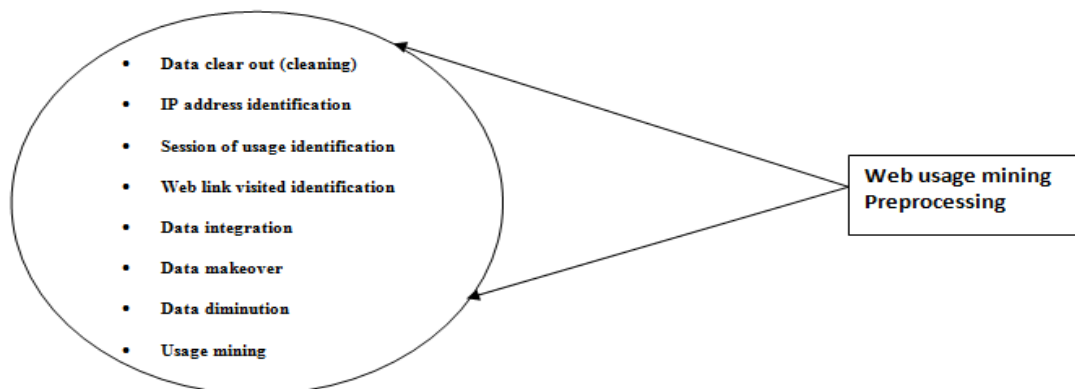 • Data clear out (cleaning)
• IP address identification
• Session of usage identification
• Web link visited identification
• Data integration
• Data makeover
• Data diminution
• Usage mining
Web usage mining
Preprocessing